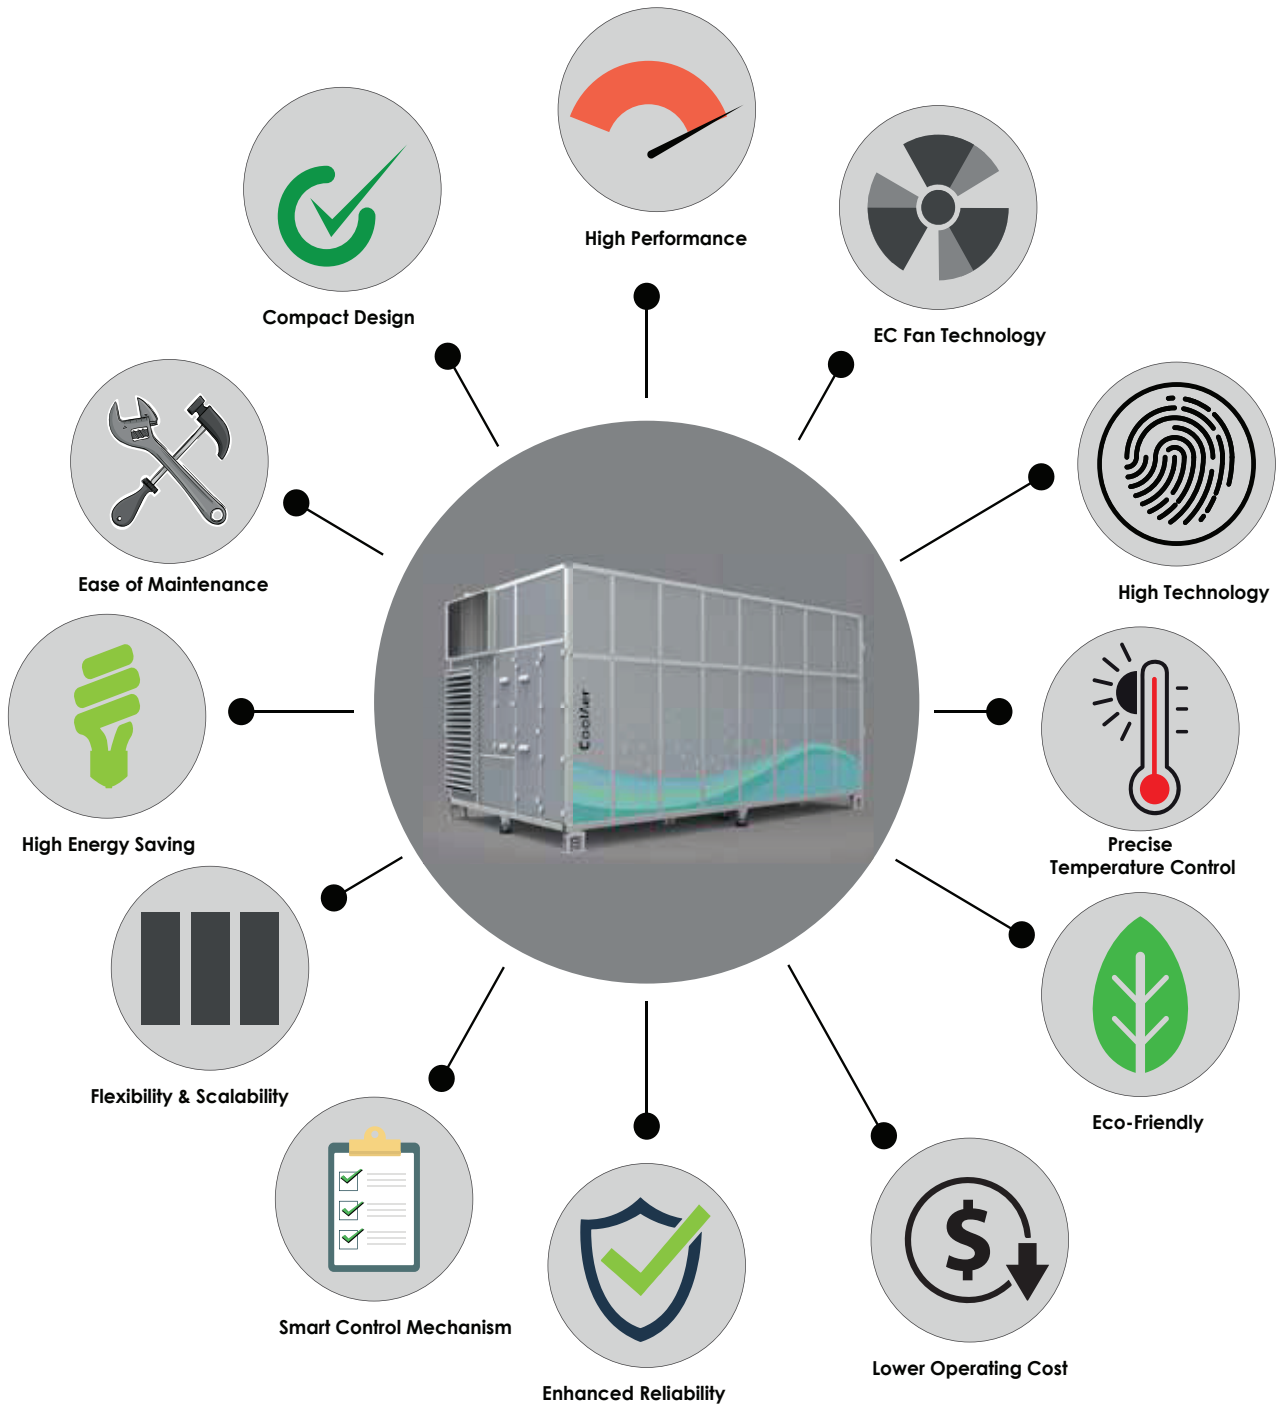 High Performance
Compact Design
EC Fan Technology
Ease of Maintenance
High Technology
CoolAer
High Energy Saving
Precise
Temperature Control
Flexibility & Scalability
Eco-Friendly
$
Smart Control Mechanism
Lower Operating Cost
Enhanced Reliability